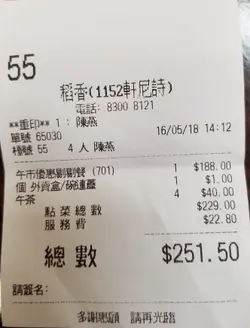 55
稻香(1152軒尼詩)
電話: 8300 8121
**重印** 1 : 陳燕
單號 65030 16/05/18 14:12
檯號 55 4 人 陳燕
午市優惠剔剔餐 (701) 1 $188.00
個 外賣盒/碗連蓋 1 $1.00
午茶 4 $40.00
點菜總數 $229.00
服務費 $22.80
總數 $251.50
請簽名:
多謝惠顧 請再光臨